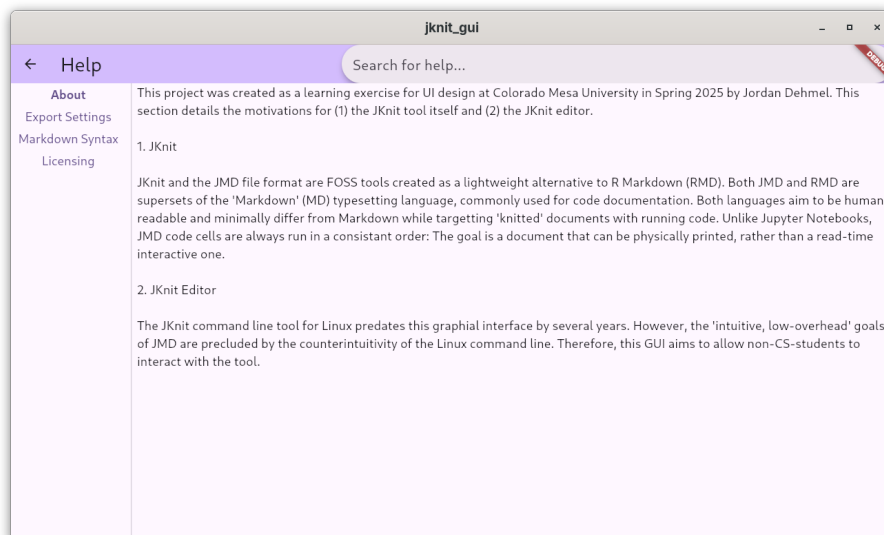 jknit_gui
Help
Search for help...
DEBUG
About
Export Settings
Markdown Syntax
Licensing
This project was created as a learning exercise for UI design at Colorado Mesa University in Spring 2025 by Jordan Dehmel. This
section details the motivations for (1) the JKnit tool itself and (2) the JKnit editor.
1. JKnit
JKnit and the JMD file format are FOSS tools created as a lightweight alternative to R Markdown (RMD). Both JMD and RMD are
supersets of the 'Markdown' (MD) typesetting language, commonly used for code documentation. Both languages aim to be human
readable and minimally differ from Markdown while targetting 'knitted' documents with running code. Unlike Jupyter Notebooks,
JMD code cells are always run in a consistant order: The goal is a document that can be physically printed, rather than a read-time
interactive one.
2. JKnit Editor
The JKnit command line tool for Linux predates this graphial interface by several years. However, the 'intuitive, low-overhead' goals
of JMD are precluded by the counterintuitivity of the Linux command line. Therefore, this GUI aims to allow non-CS-students to
interact with the tool.